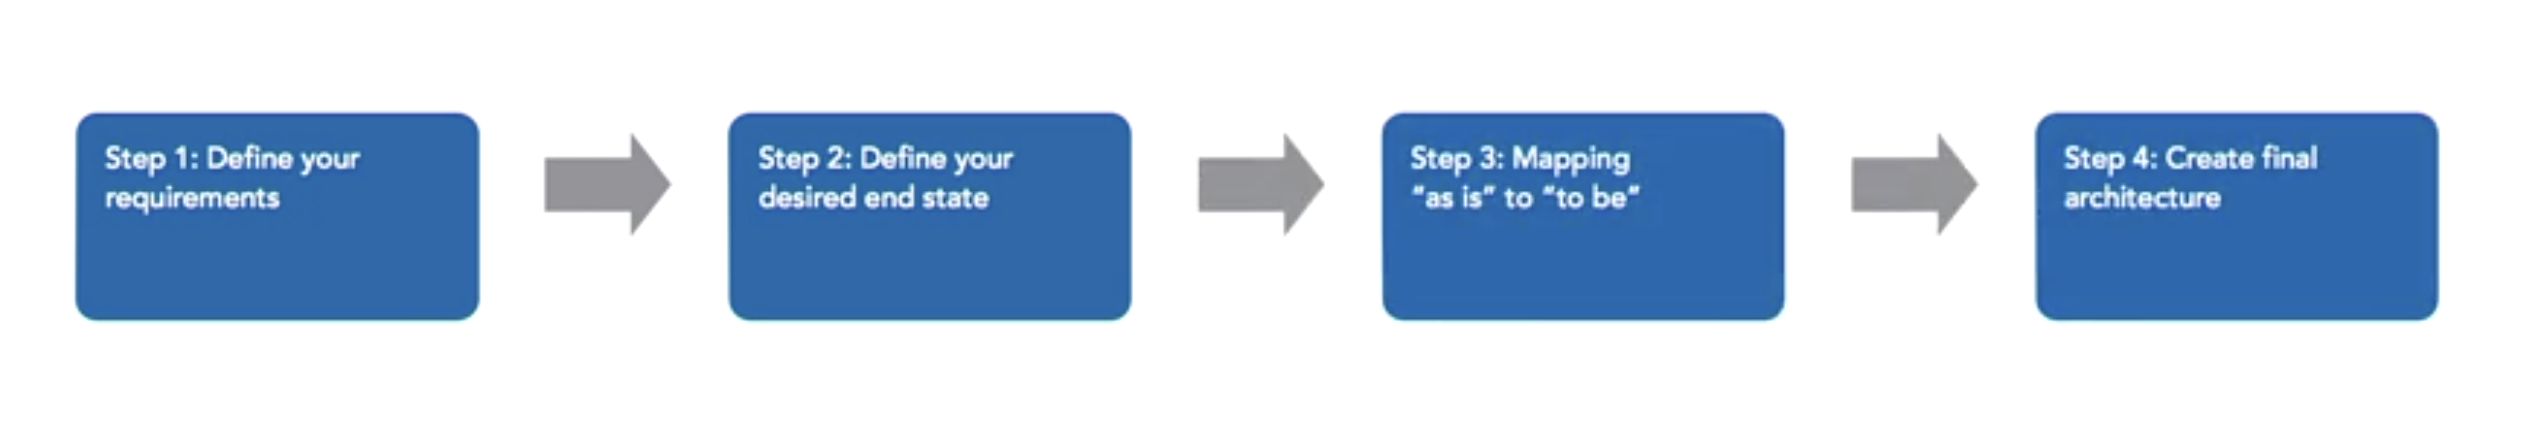 Step 1: Define your
requirements
Step 2: Define your
desired end state
Step 3: Mapping
“as is” to “to be”
Step 4: Create final
architecture